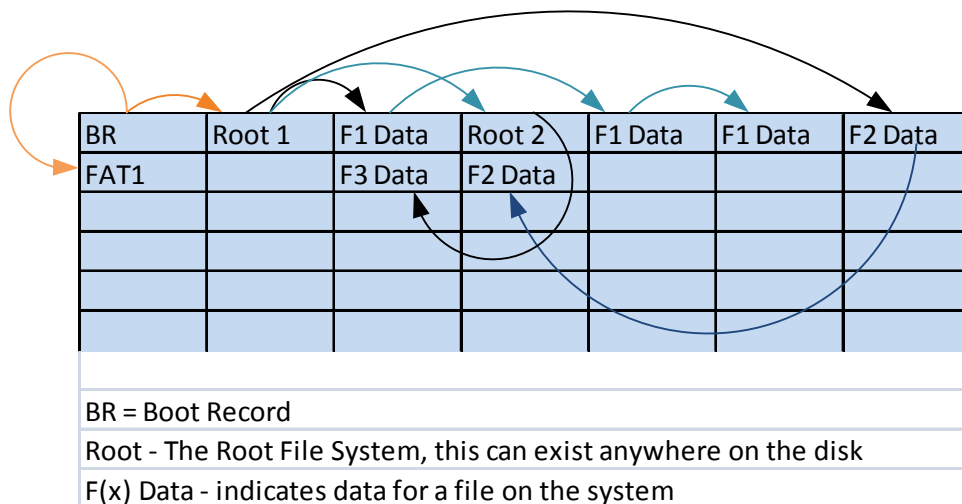 BR Root 1 F1 Data Root 2 F1 Data F1 Data F2 Data
FAT1 F3 Data F2 Data
BR = Boot Record
Root - The Root File System, this can exist anywhere on the disk
F(x) Data - indicates data for a file on the system